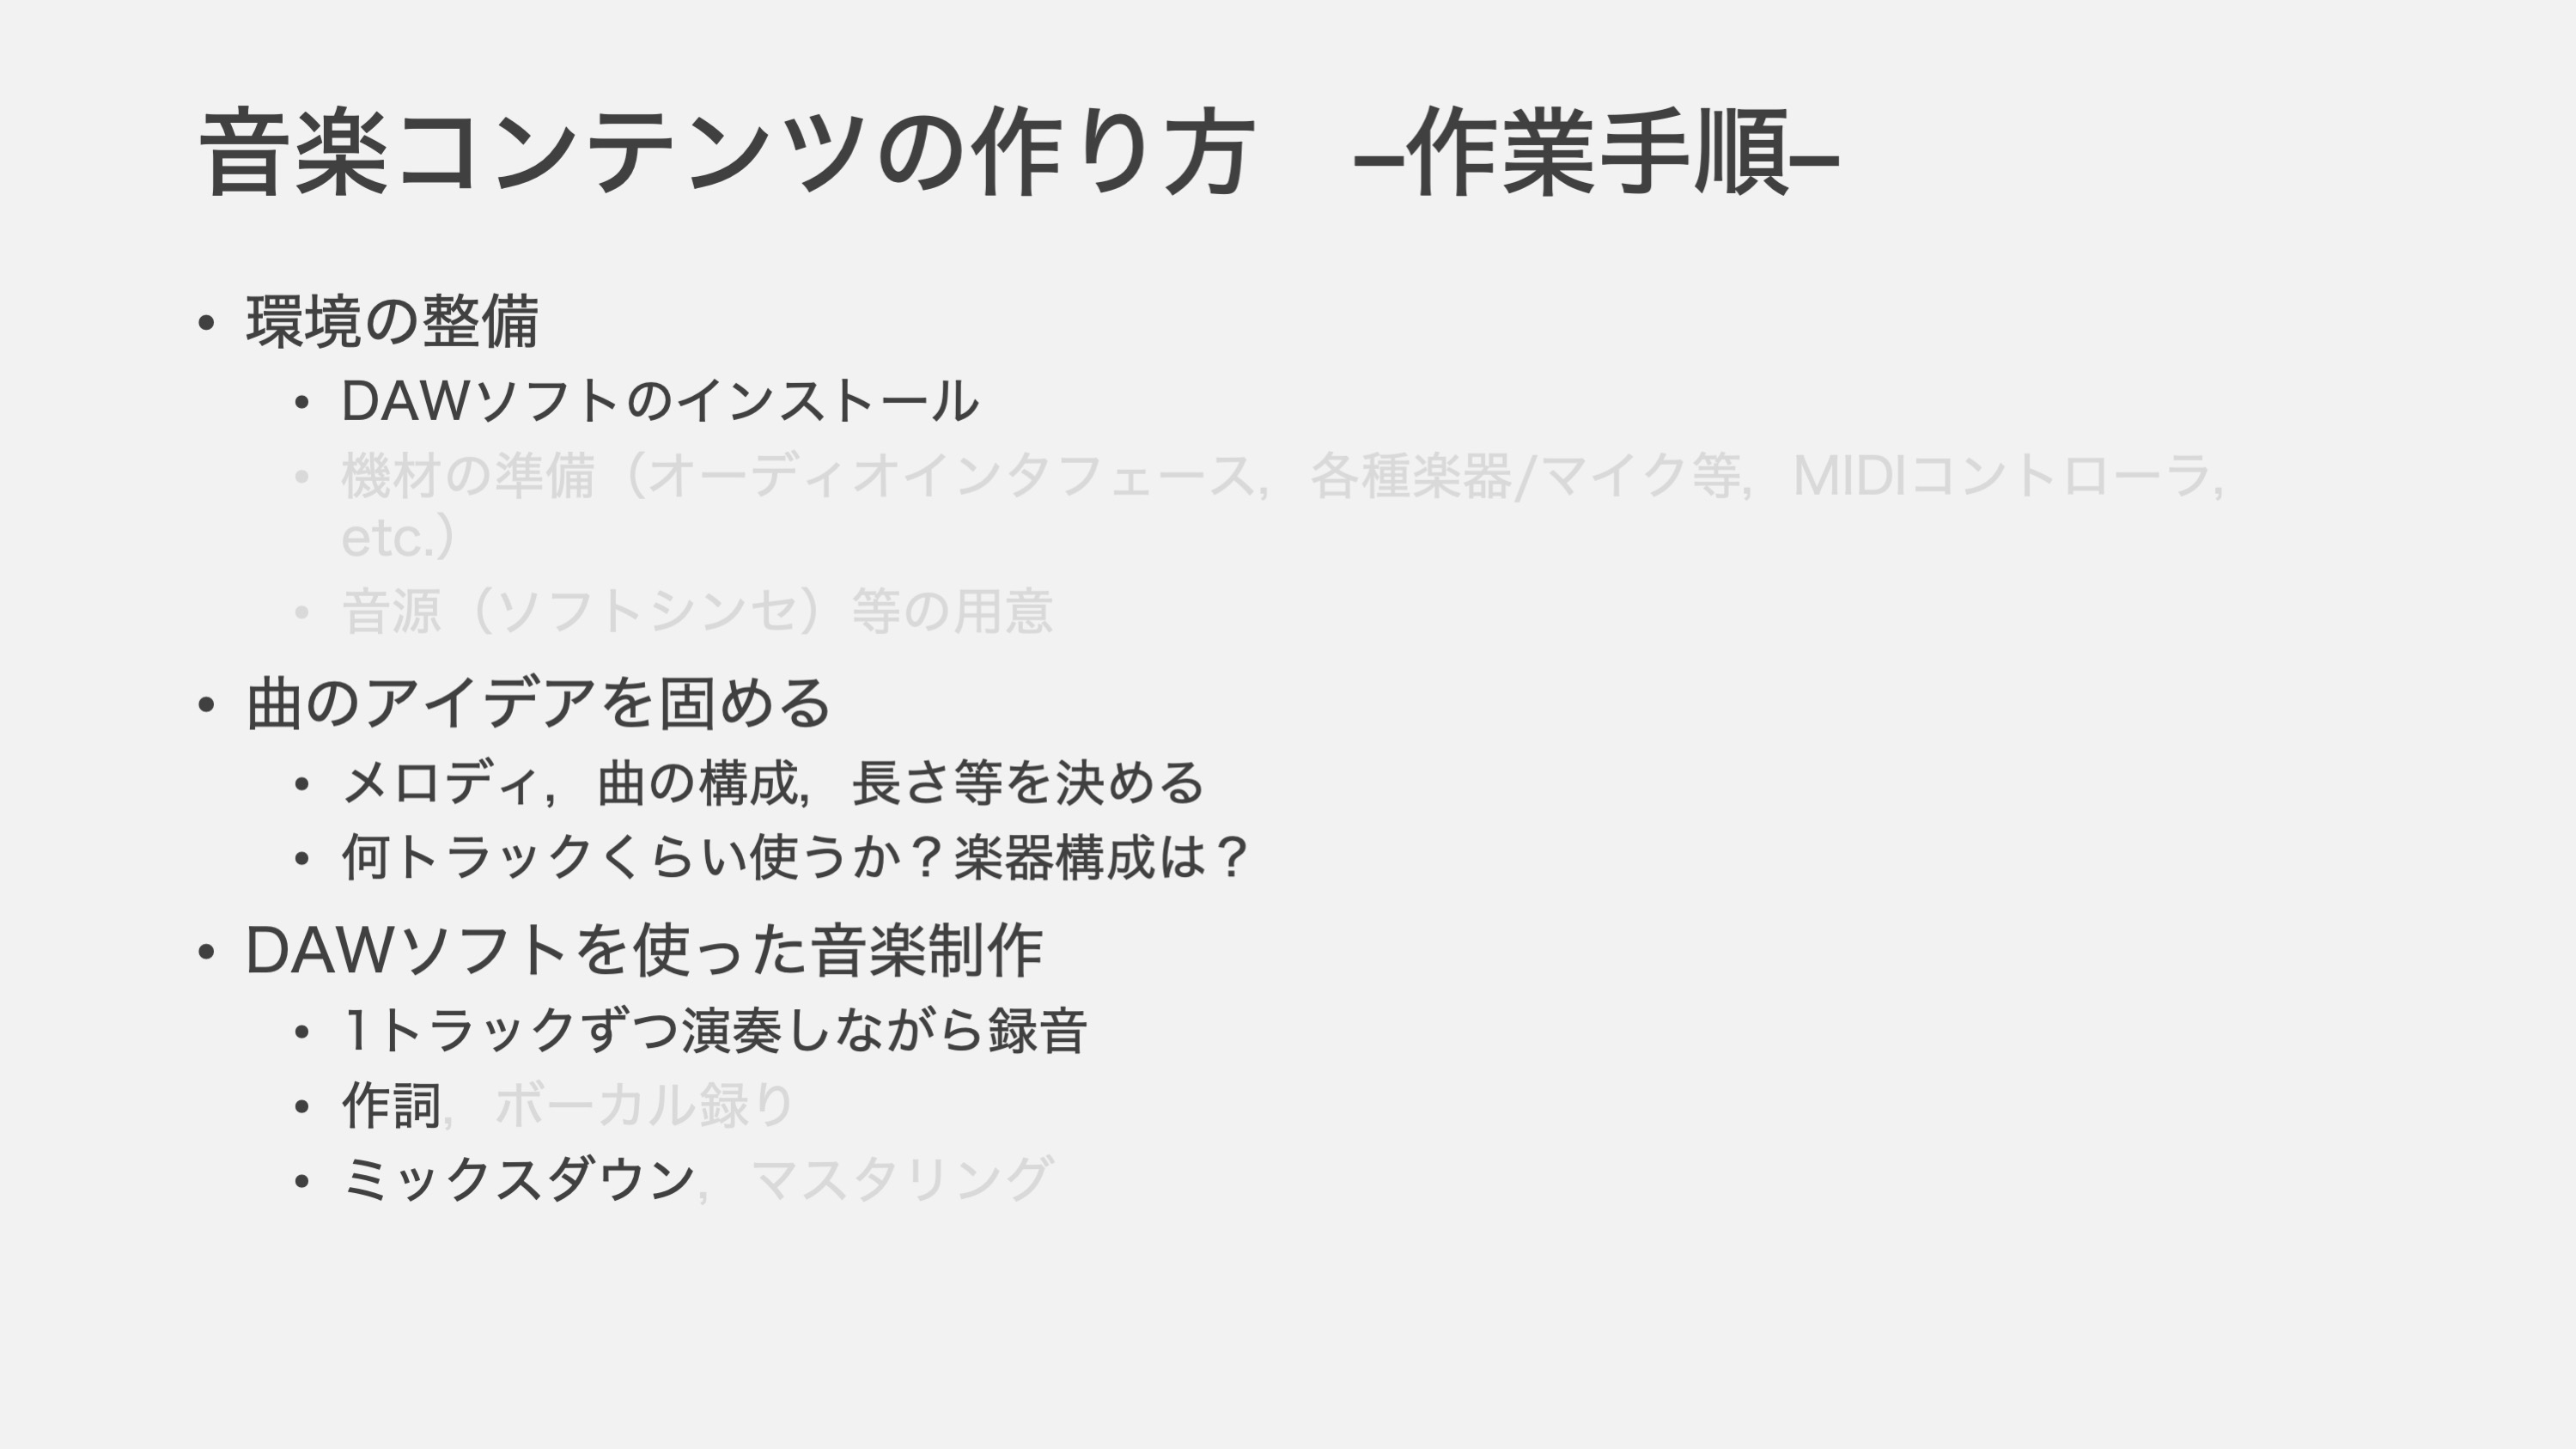 音楽コンテンツの作り方　–作業手順–
• 環境の整備
• DAWソフトのインストール
• 機材の準備（オーディオインタフェース，各種楽器/マイク等，MIDIコントローラ，
etc.）
• 音源（ソフトシンセ）等の用意
• 曲のアイデアを固める
• メロディ，曲の構成，長さ等を決める
• 何トラックくらい使うか？楽器構成は？
• DAWソフトを使った音楽制作
• 1トラックずつ演奏しながら録音
• 作詞，ボーカル録り
• ミックスダウン，マスタリング